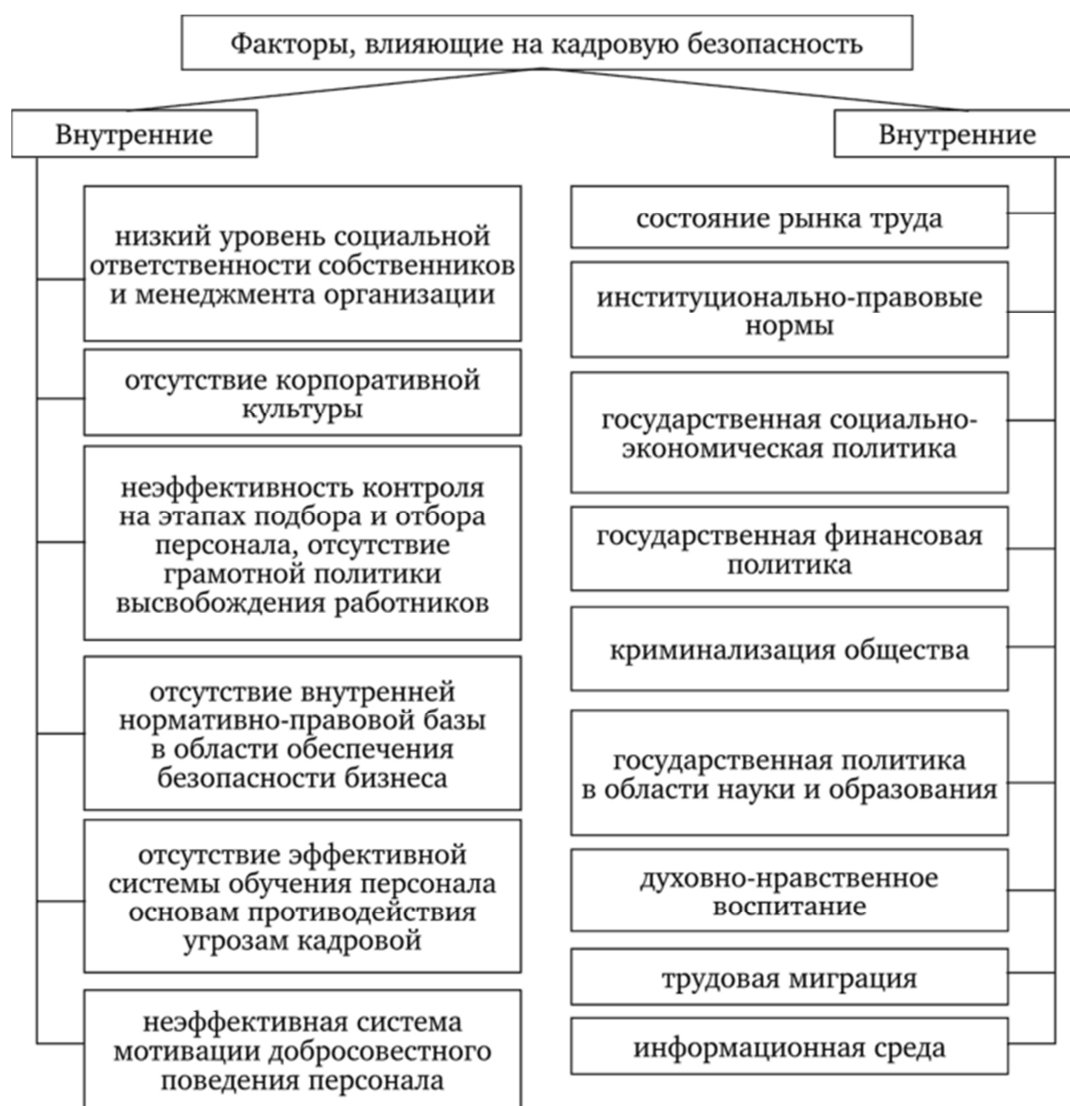 Факторы, влияющие на кадровую безопасность
Внутренние
низкий уровень социальной
ответственности собственников
и менеджмента организации
отсутствие корпоративной
культуры
неэффективность контроля
на этапах подбора и отбора
персонала, отсутствие
грамотной политики
высвобождения работников
отсутствие внутренней
нормативно-правовой базы
в области обеспечения
безопасности бизнеса
отсутствие эффективной
системы обучения персонала
основам противодействия
угрозам кадровой
неэффективная система
мотивации добросовестного
поведения персонала
Внутренние
состояние рынка труда
институционально-правовые
нормы
государственная социально-
экономическая политика
государственная финансовая
политика
криминализация общества
государственная политика
в области науки и образования
духовно-нравственное
воспитание
трудовая миграция
информационная среда